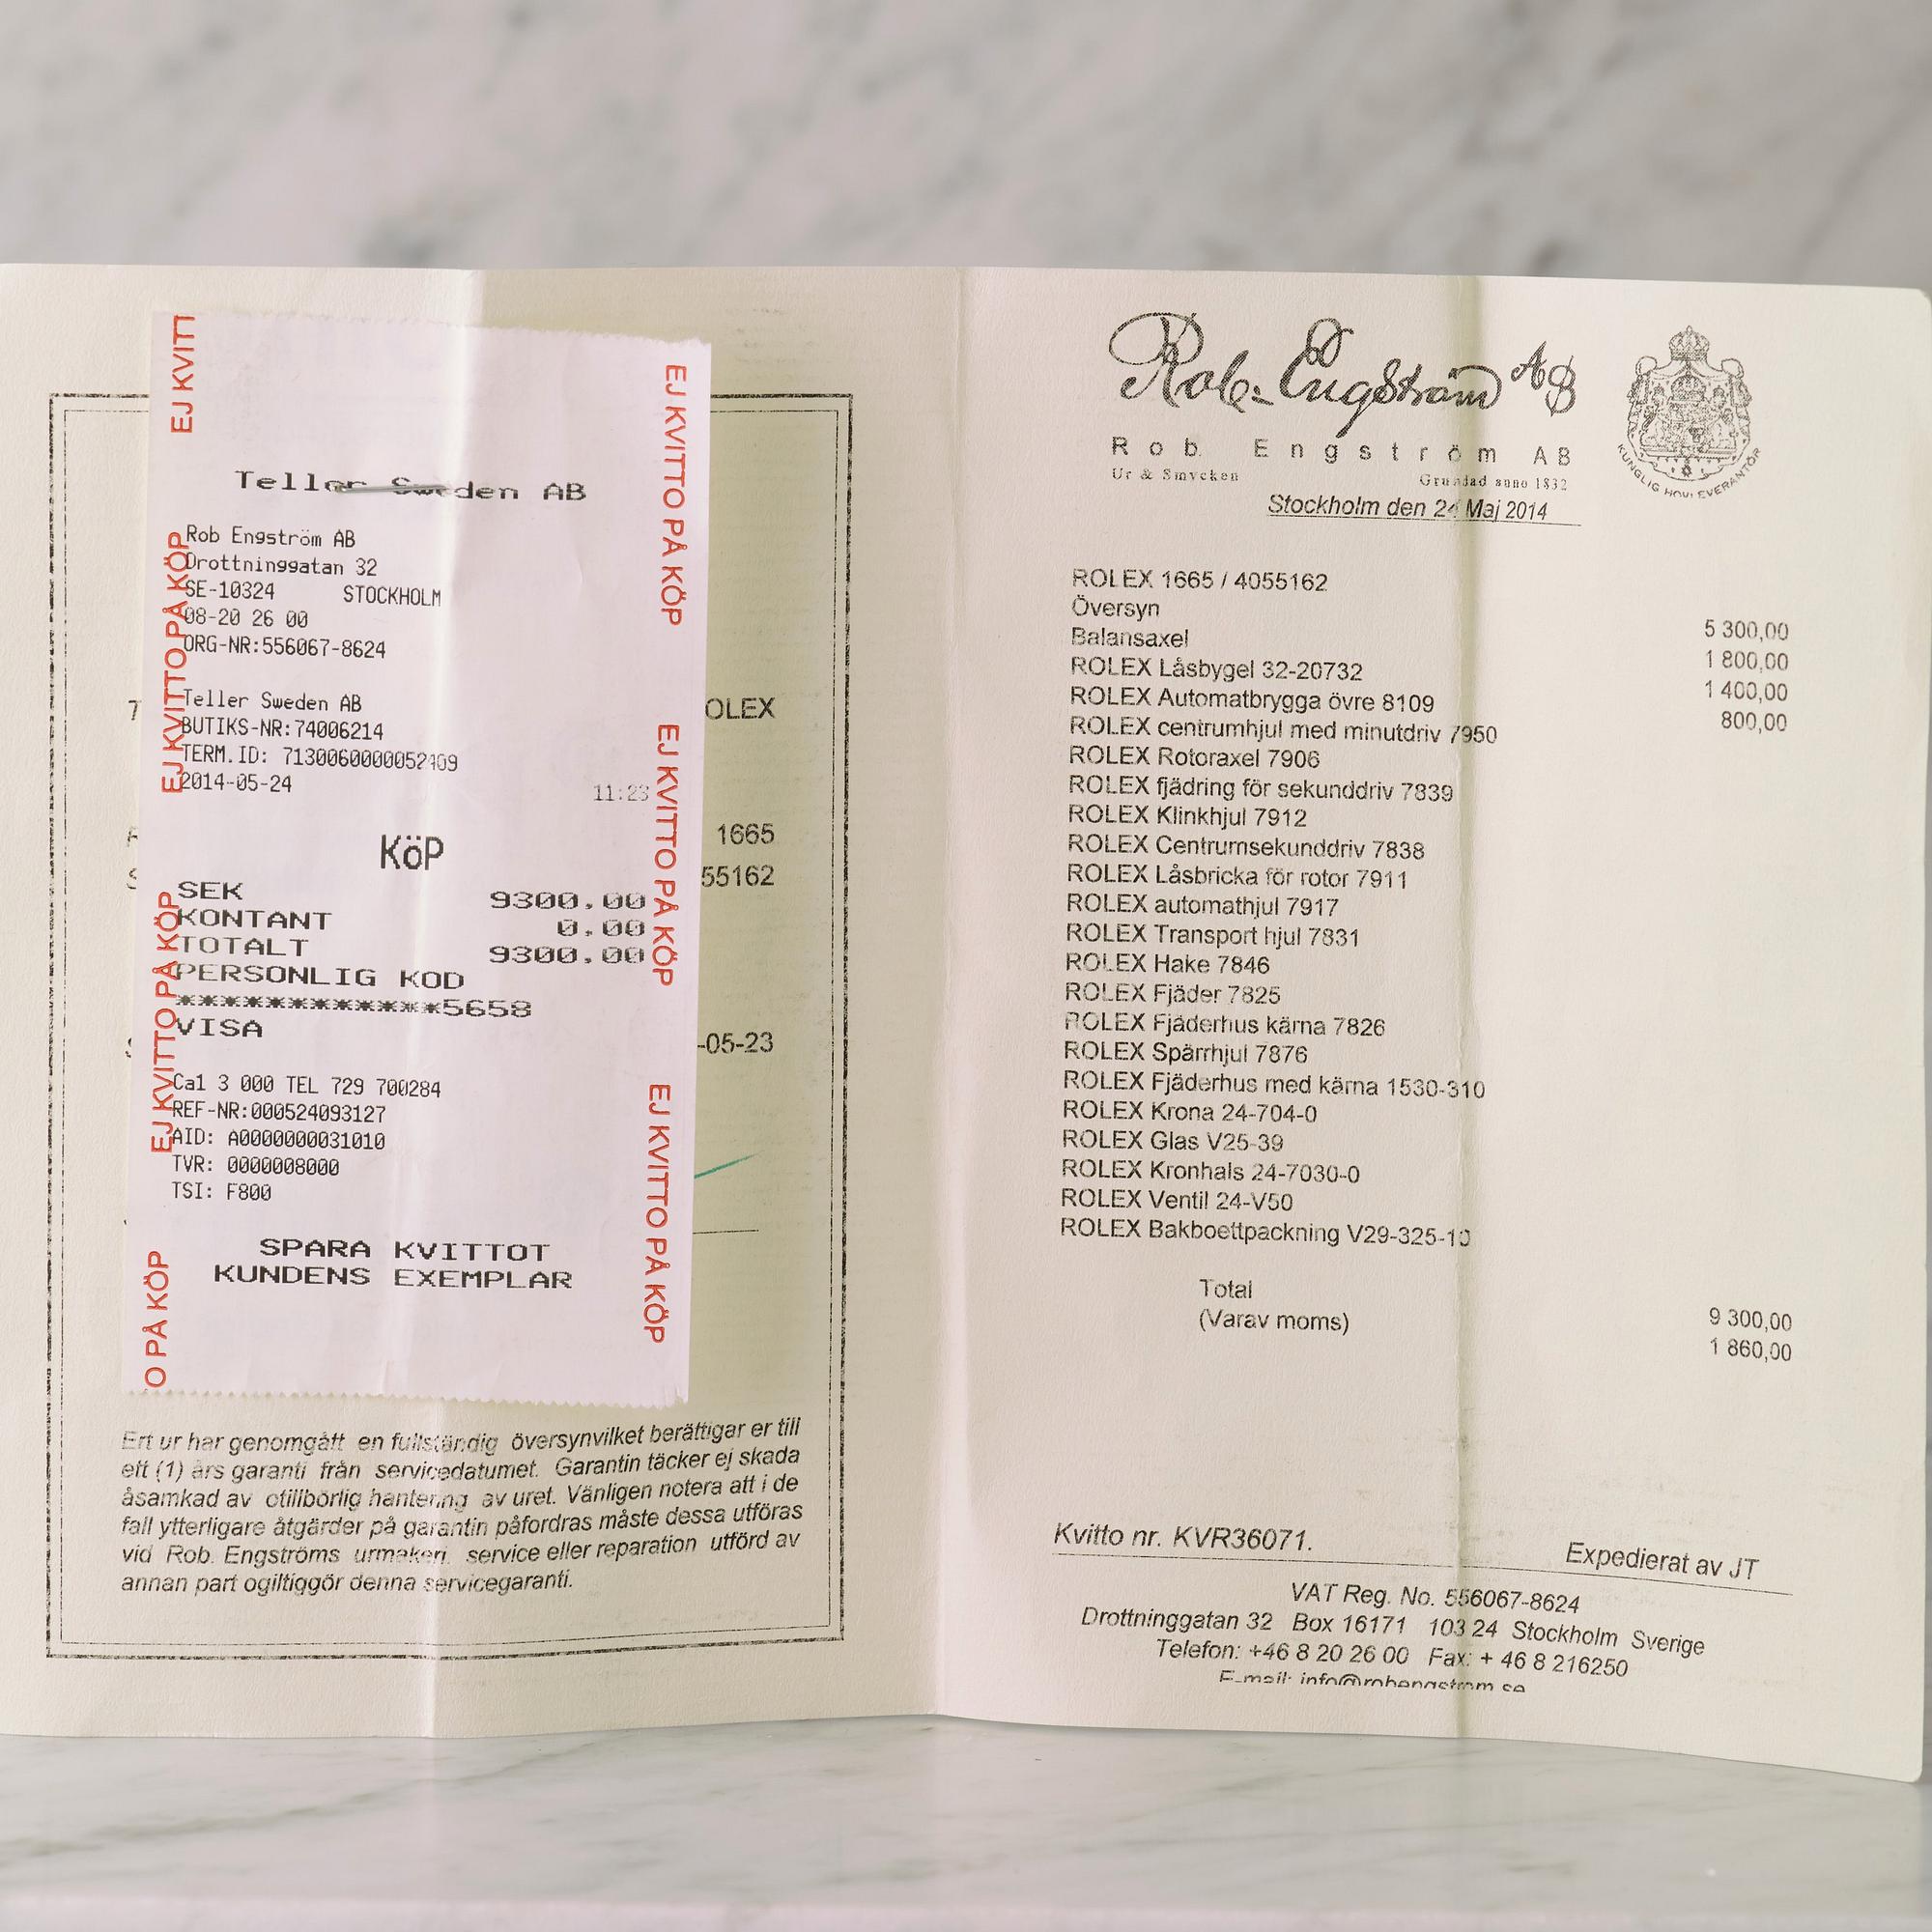 EJ KVITT
EJ KVITTO PÅ KÖP
EJ KVITTO PÅ KÖP
EJ KVITTO PÅ KÖP
O PÅ KÖP
EJ KVITTO PÅ KÖP
EJ KVITTO PÅ KÖP
EJ KVITTO PÅ KÖP
Teller Sweden AB
Rob Engström AB
Drottninggatan 32
SE-10324 STOCKHOLM
08-20 26 00
ORG-NR:556067-8624
Teller Sweden AB
BUTIKS-NR:74006214
TERM.ID: 7130060000052409
2014-05-24 11:23
KöP
SEK 9300.00
KONTANT 0.00
TOTALT 9300.00
PERSONLIG KOD
************5658
VISA
Ca1 3 000 TEL 729 700284
REF-NR:000524093127
AID: A0000000031010
TVR: 0000008000
TSI: F800
SPARA KVITTOT
KUNDENS EXEMPLAR
7 OLEX
1665
55162
-05-23
Ert ur har genomgått en fullständig översynvilket berättigar er till
ett (1) års garanti från servicedatumet. Garantin täcker ej skada
åsamkad av otillbörlig hantering av uret. Vänligen notera att i de
fall ytterligare åtgärder på garantin påfordras måste dessa utföras
vid Rob. Engströms urmakeri, service eller reparation utförd av
annan part ogiltiggör denna servicegaranti.
Rob. Engström AB
Rob. Engström AB
Ur & Smycken Grundad anno 1832
KUNGLIG HOVLEVERANTÖR
Stockholm den 24 Maj 2014
ROLEX 1665 / 4055162
Översyn 5 300,00
Balansaxel 1 800,00
ROLEX Låsbygel 32-20732 1 400,00
ROLEX Automatbrygga övre 8109 800,00
ROLEX centrumhjul med minutdriv 7950
ROLEX Rotoraxel 7906
ROLEX fjädring för sekunddriv 7839
ROLEX Klinkhjul 7912
ROLEX Centrumsekunddriv 7838
ROLEX Låsbricka för rotor 7911
ROLEX automathjul 7917
ROLEX Transport hjul 7831
ROLEX Hake 7846
ROLEX Fjäder 7825
ROLEX Fjäderhus kärna 7826
ROLEX Spärrhjul 7876
ROLEX Fjäderhus med kärna 1530-310
ROLEX Krona 24-704-0
ROLEX Glas V25-39
ROLEX Kronhals 24-7030-0
ROLEX Ventil 24-V50
ROLEX Bakboettpackning V29-325-10
Total 9 300,00
(Varav moms) 1 860,00
Kvitto nr. KVR36071.
Expedierat av JT
VAT Reg. No. 556067-8624
Drottninggatan 32 Box 16171 103 24 Stockholm Sverige
Telefon: +46 8 20 26 00 Fax: + 46 8 216250
E-mail: info@robengstrom.se